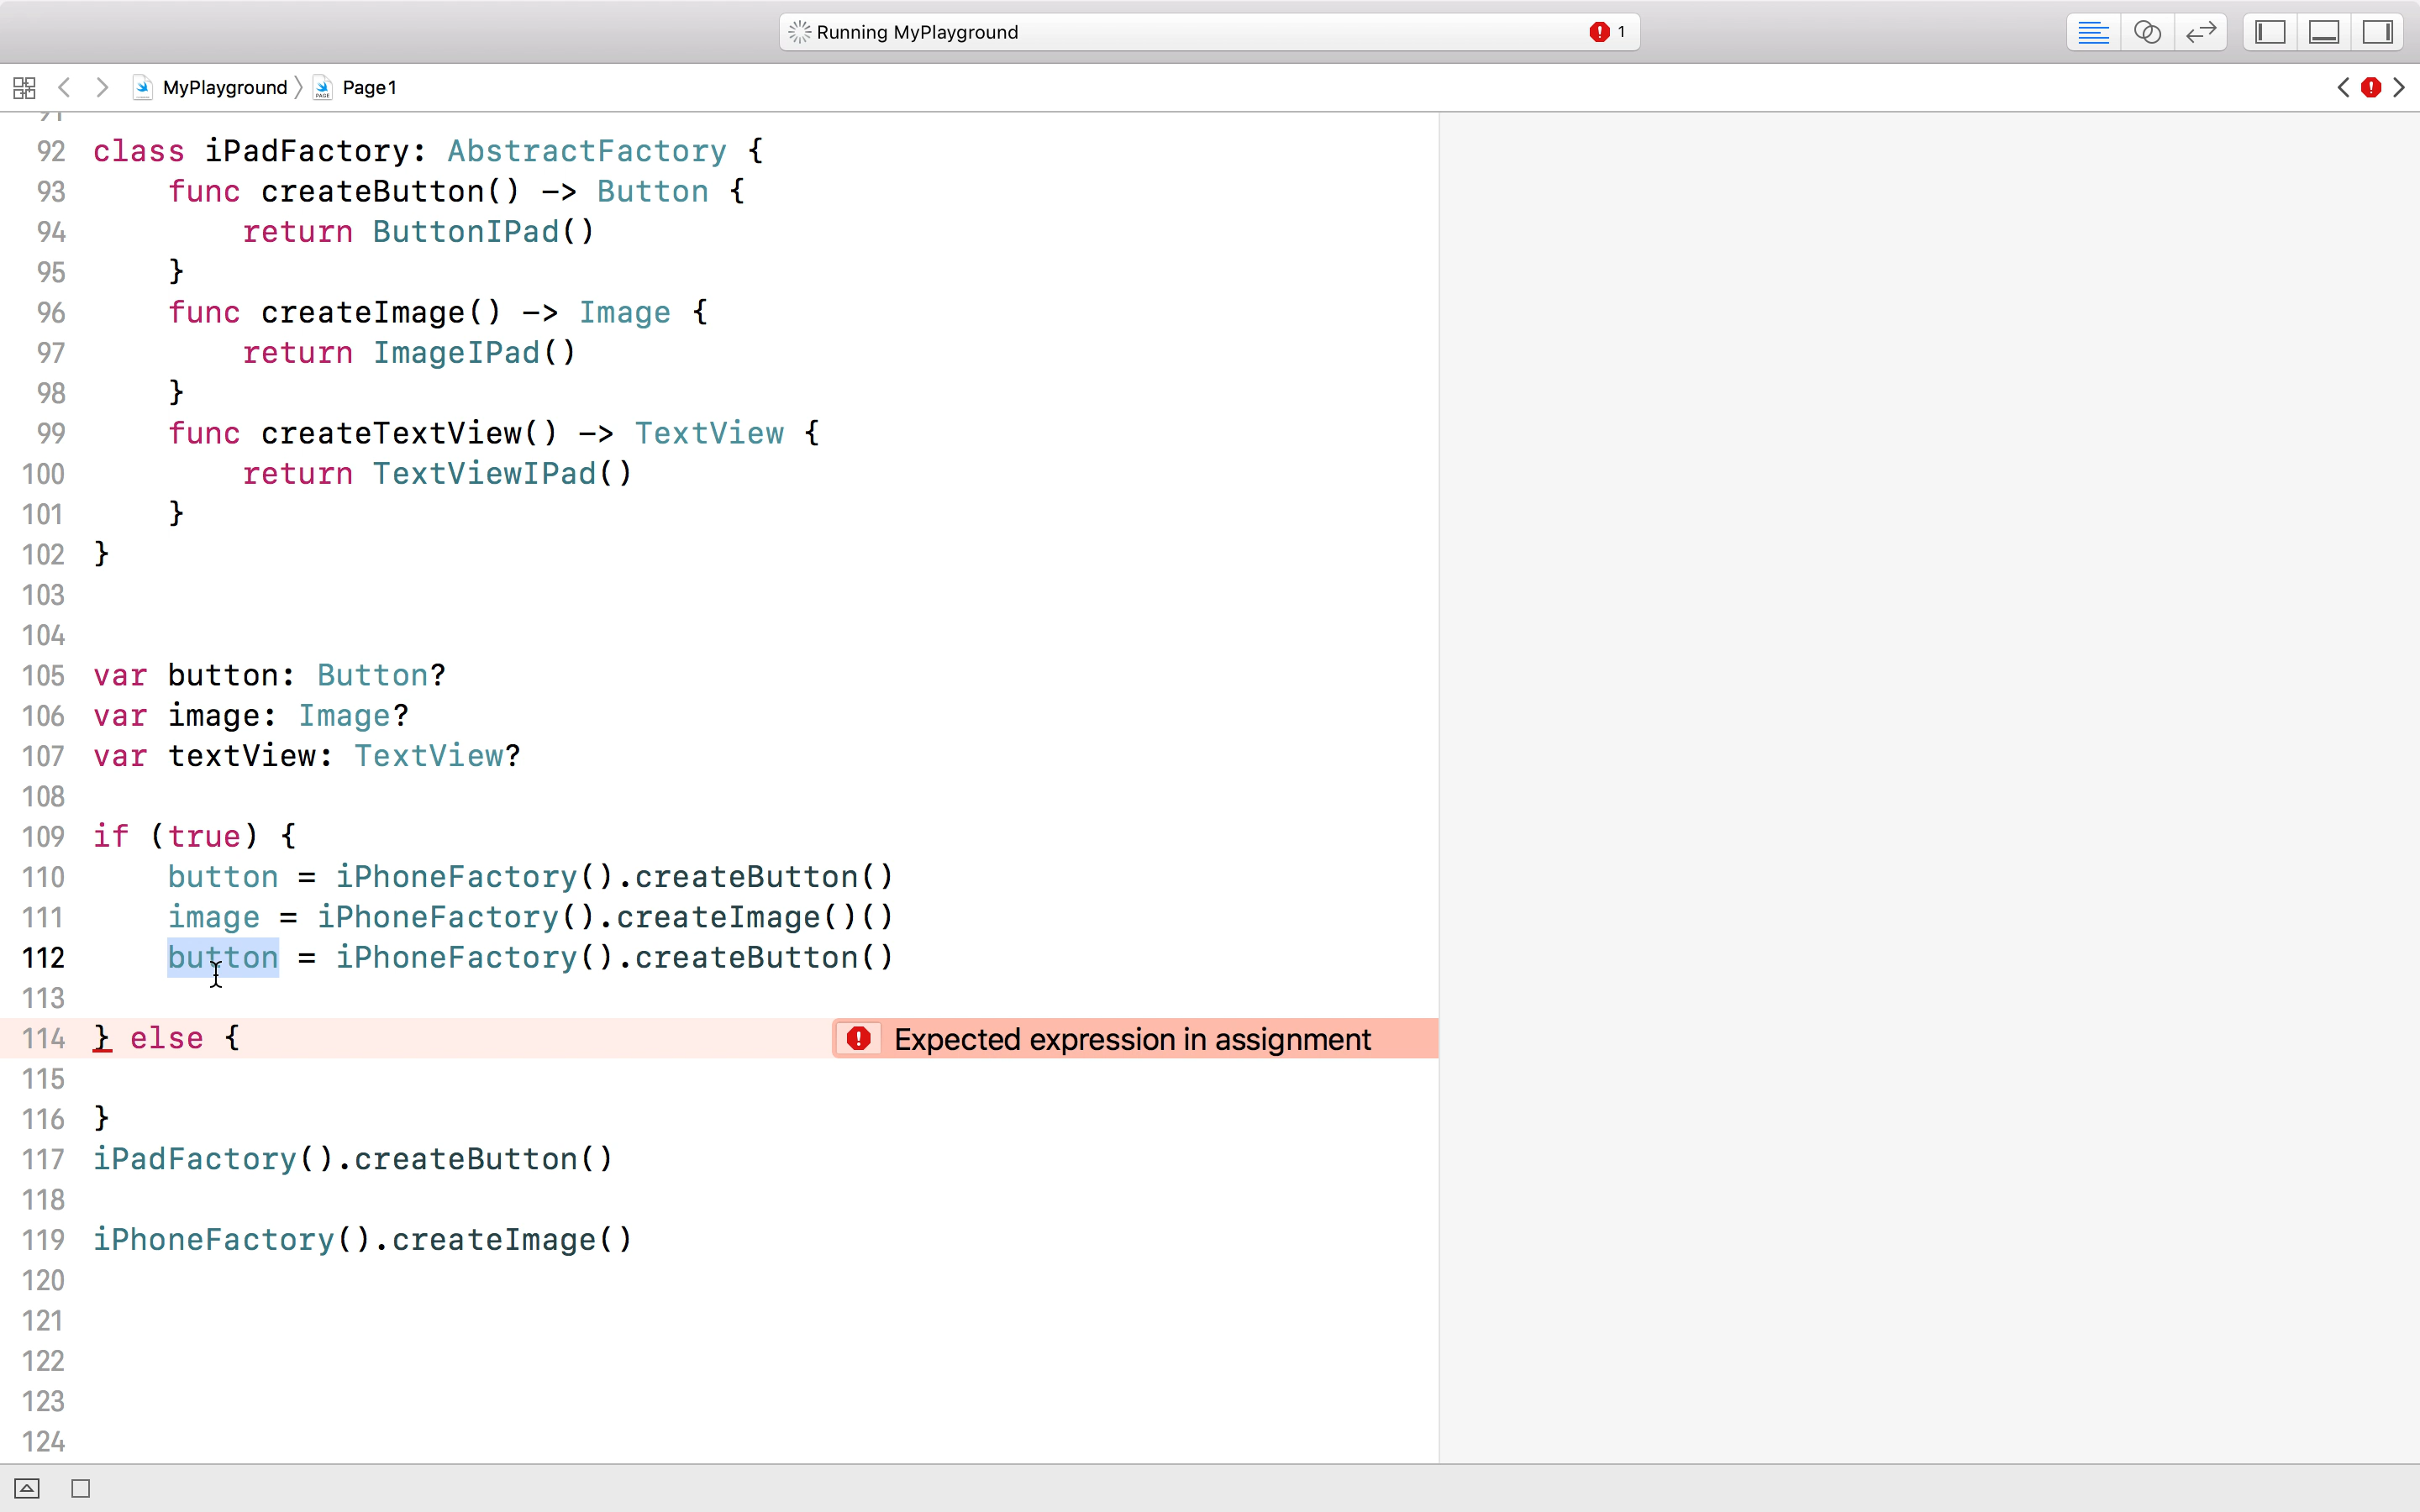 Running MyPlayground 1
MyPlayground Page1
91
92 class iPadFactory: AbstractFactory {
93 func createButton() -> Button {
94 return ButtonIPad()
95 }
96 func createImage() -> Image {
97 return ImageIPad()
98 }
99 func createTextView() -> TextView {
100 return TextViewIPad()
101 }
102 }
103
104
105 var button: Button?
106 var image: Image?
107 var textView: TextView?
108
109 if (true) {
110 button = iPhoneFactory().createButton()
111 image = iPhoneFactory().createImage()()
112 button = iPhoneFactory().createButton()
113
114 } else { Expected expression in assignment
115
116 }
117 iPadFactory().createButton()
118
119 iPhoneFactory().createImage()
120
121
122
123
124